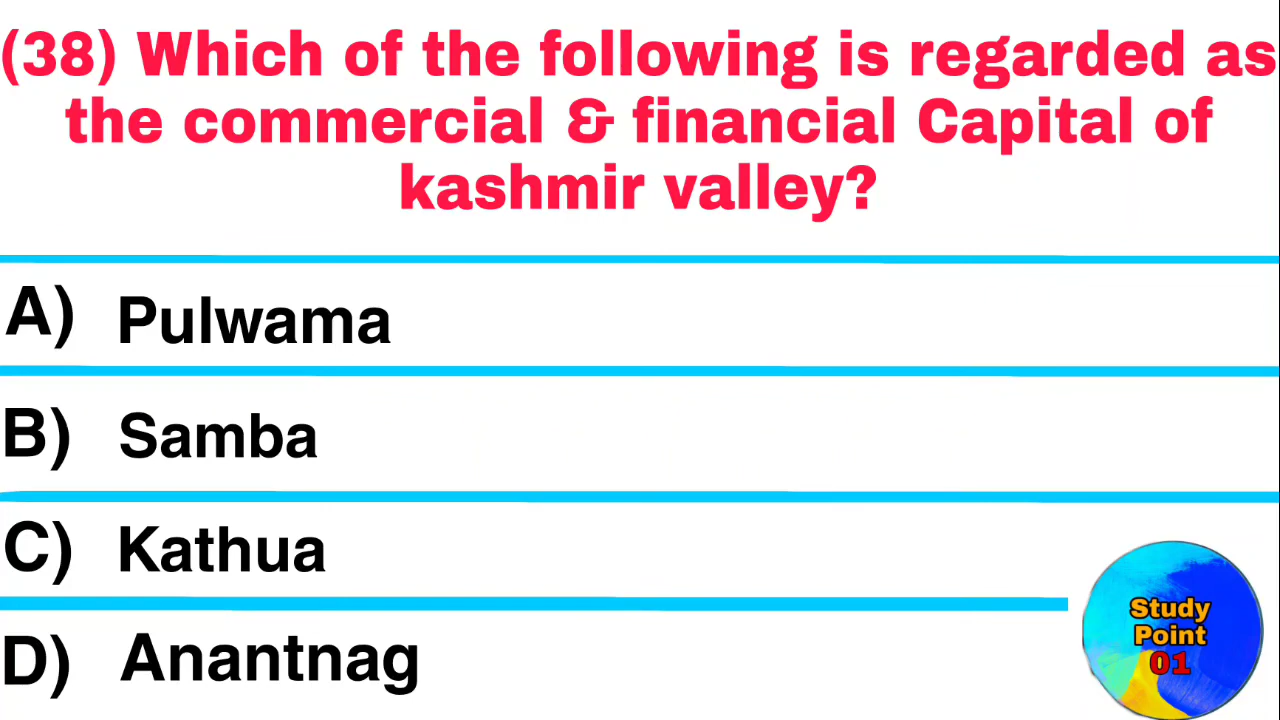 (38) Which of the following is regarded as
the commercial & financial Capital of
kashmir valley?
A) Pulwama
B) Samba
C) Kathua
D) Anantnag
Study
Point
01